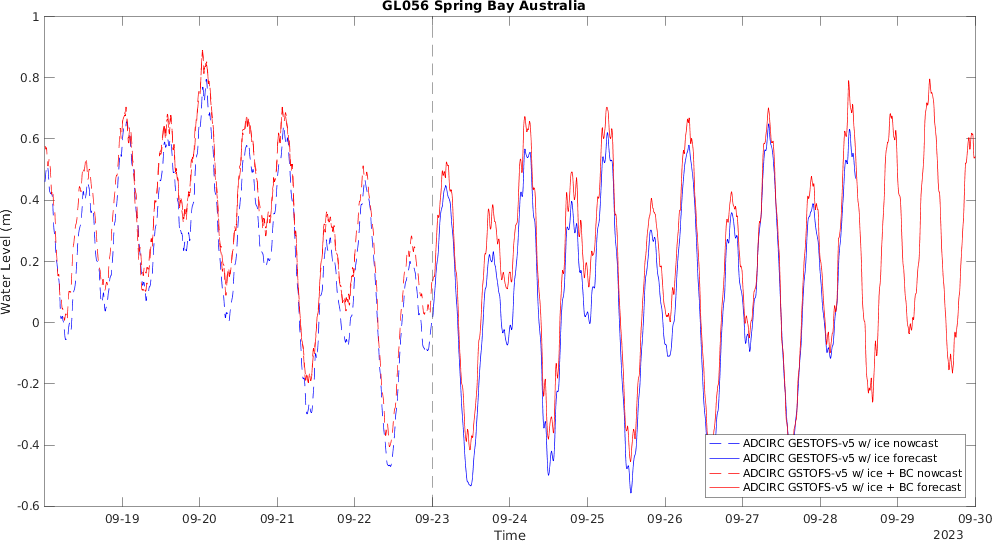 GL056 Spring Bay Australia
1
0.8
0.6
0.4
0.2
0
-0.2
-0.4
-0.6
Water Level (m)
ADCIRC GESTOFS-v5 w/ ice nowcast
ADCIRC GESTOFS-v5 w/ ice forecast
ADCIRC GSTOFS-v5 w/ ice + BC nowcast
ADCIRC GSTOFS-v5 w/ ice + BC forecast
09-19 09-20 09-21 09-22 09-23 09-24 09-25 09-26 09-27 09-28 09-29 09-30
Time
2023